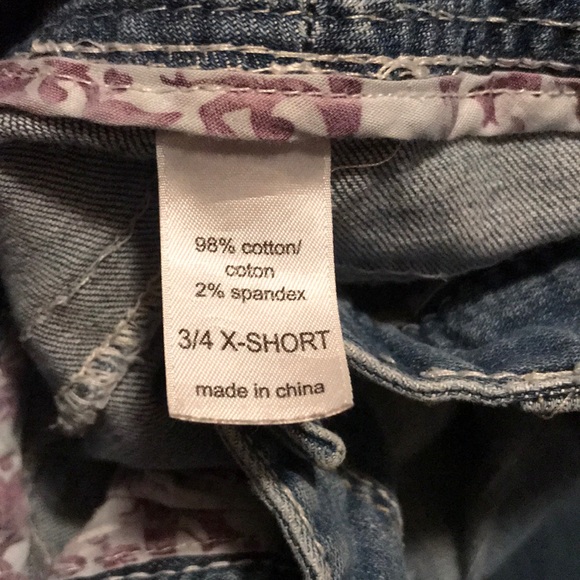 98% cotton/
coton
2% spandex
3/4 X-SHORT
made in china